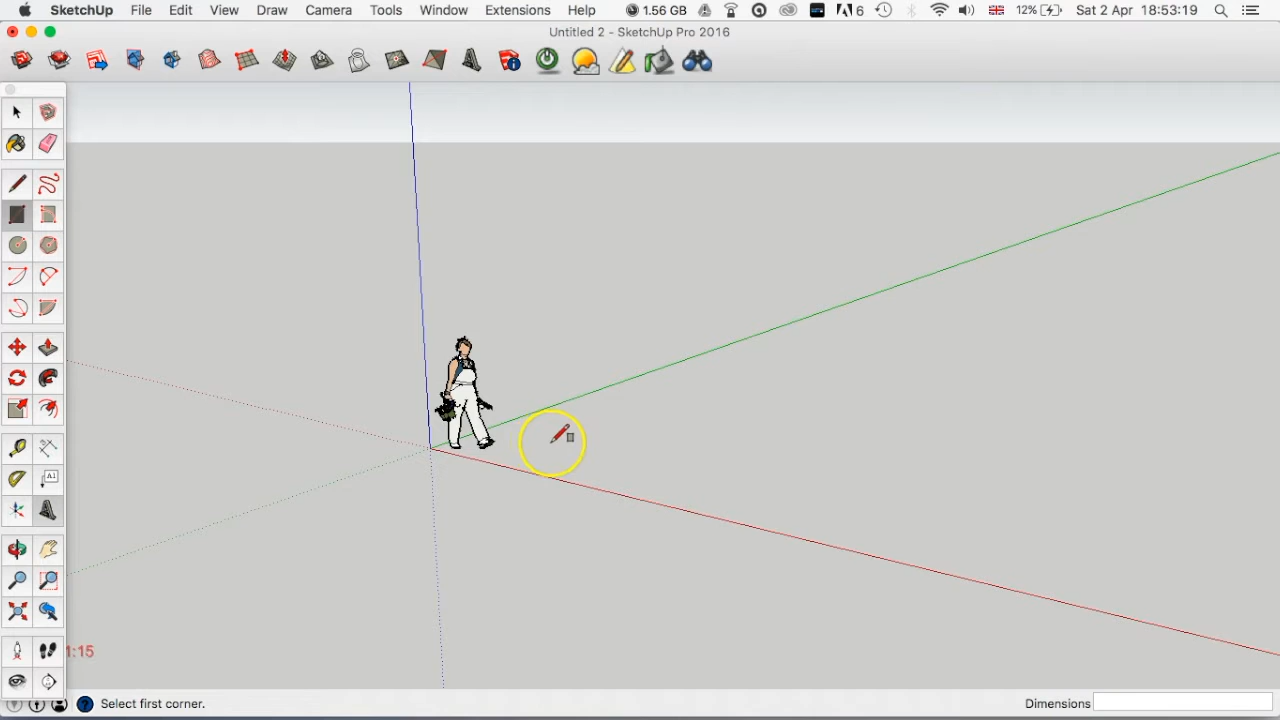 SketchUp File Edit View Draw Camera Tools Window Extensions Help 1.56 GB 6 12% Sat 2 Apr 18:53:19
Untitled 2 - SketchUp Pro 2016
A1
1:15
Select first corner. Dimensions